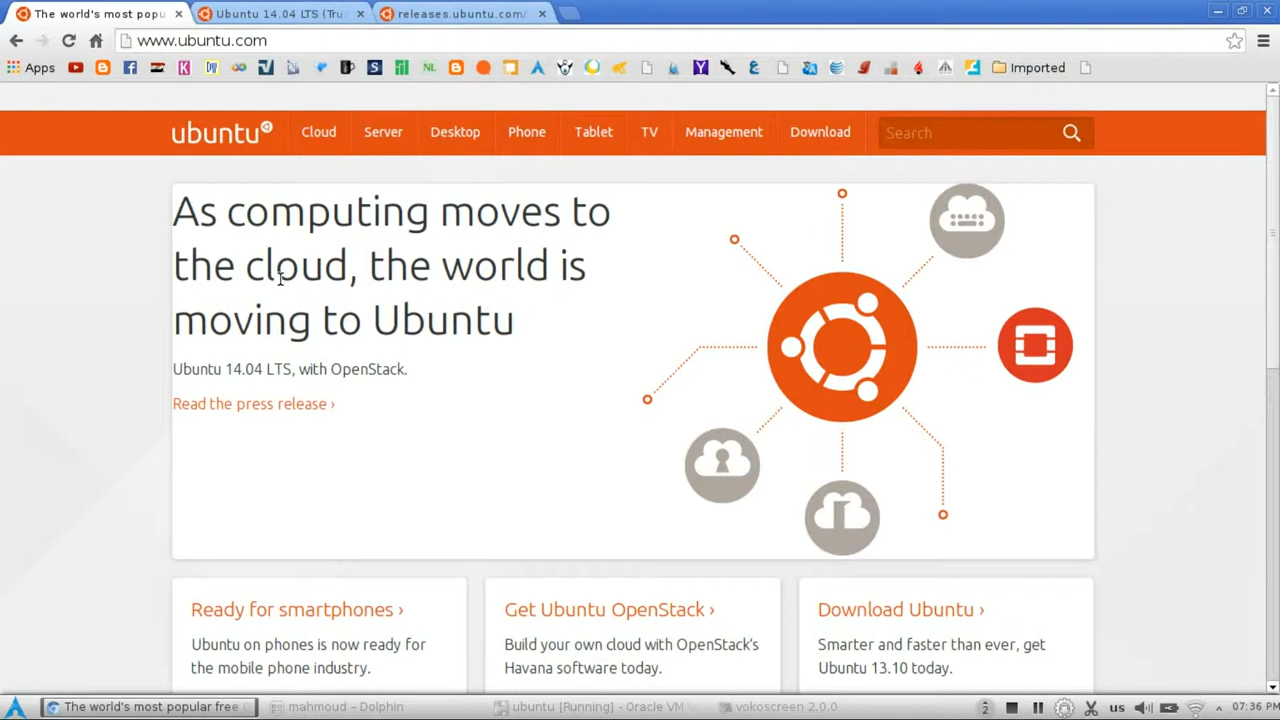 The world's most popu
Ubuntu 14.04 LTS (Tru
releases.ubuntu.com/
www.ubuntu.com
Apps
NL
Imported
ubuntu
Cloud
Server
Desktop
Phone
Tablet
TV
Management
Download
Search
As computing moves to
the cloud, the world is
moving to Ubuntu
Ubuntu 14.04 LTS, with OpenStack.
Read the press release ›
Ready for smartphones ›
Ubuntu on phones is now ready for
the mobile phone industry.
Get Ubuntu OpenStack ›
Build your own cloud with OpenStack's
Havana software today.
Download Ubuntu ›
Smarter and faster than ever, get
Ubuntu 13.10 today.
The world's most popular free
mahmoud – Dolphin
ubuntu [Running] - Oracle VM
vokoscreen 2.0.0
2
us
07:36 PM